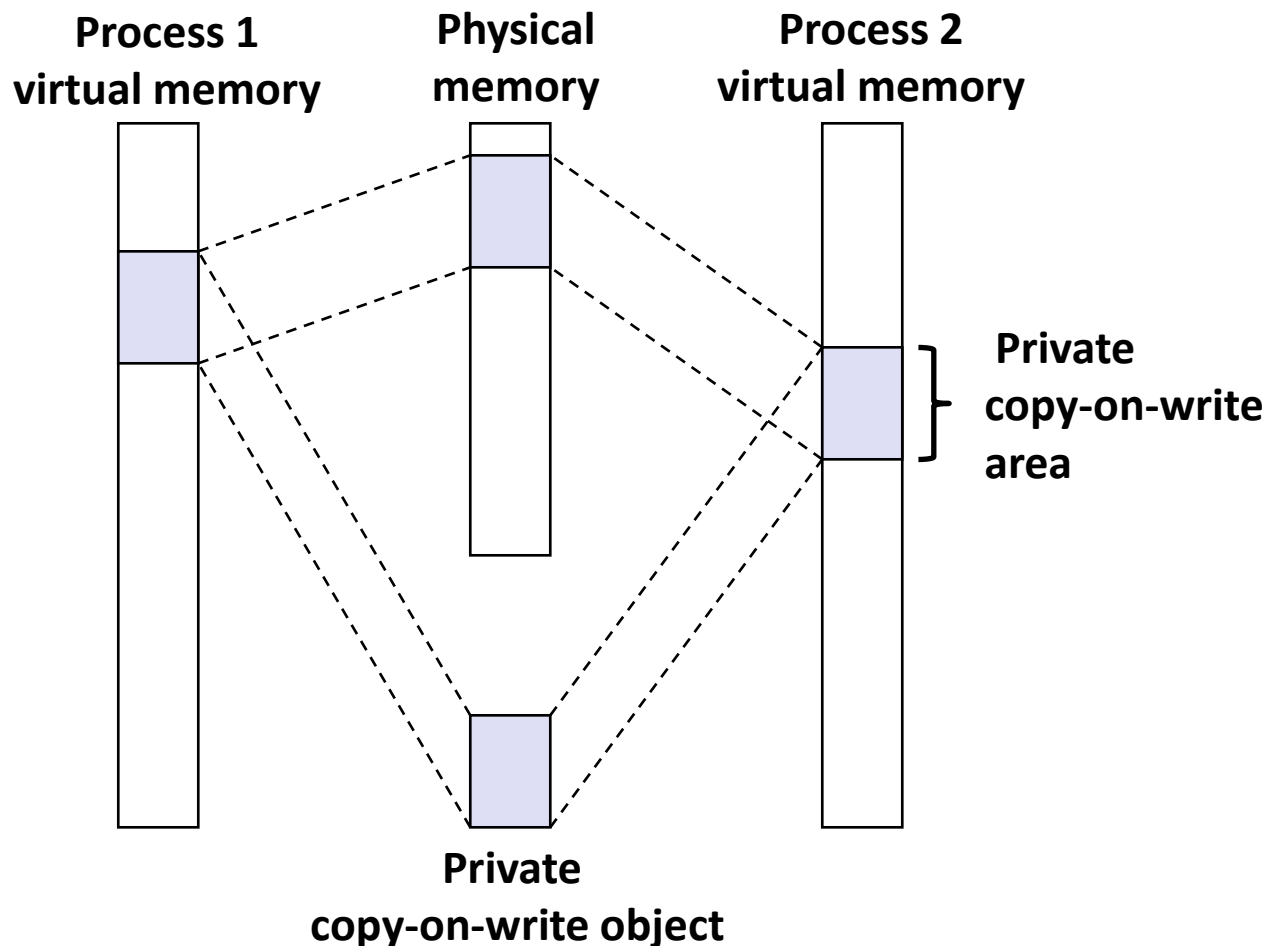 Process 1
virtual memory
Physical
memory
Process 2
virtual memory
Private
copy-on-write
area
Private
copy-on-write object